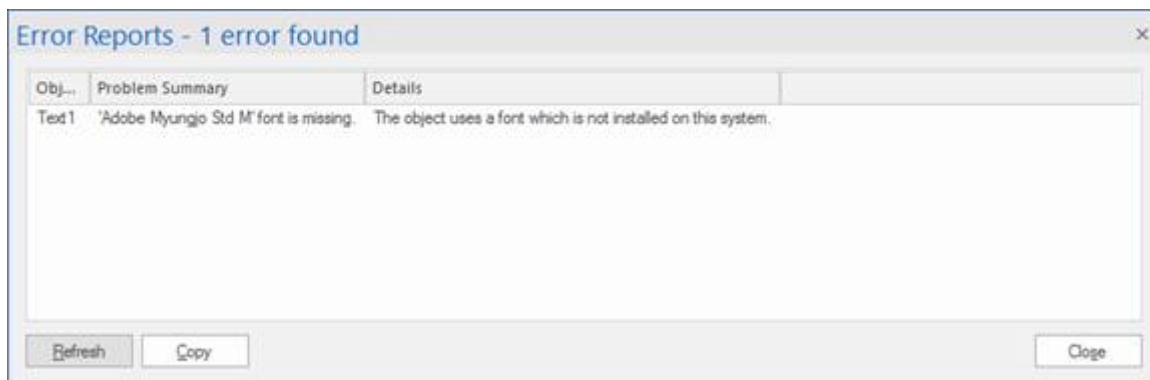 Error Reports - 1 error found
×
Obj... Problem Summary Details
Text1 'Adobe Myungjo Std M' font is missing. The object uses a font which is not installed on this system.
Refresh Copy Close